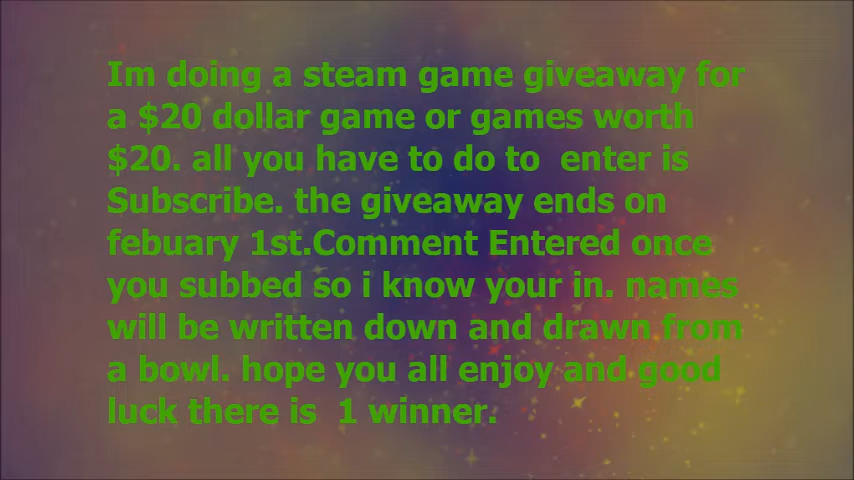 Im doing a steam game giveaway for
a $20 dollar game or games worth
$20. all you have to do to  enter is
Subscribe. the giveaway ends on
febuary 1st.Comment Entered once
you subbed so i know your in. names
will be written down and drawn from
a bowl. hope you all enjoy and good
luck there is  1 winner.